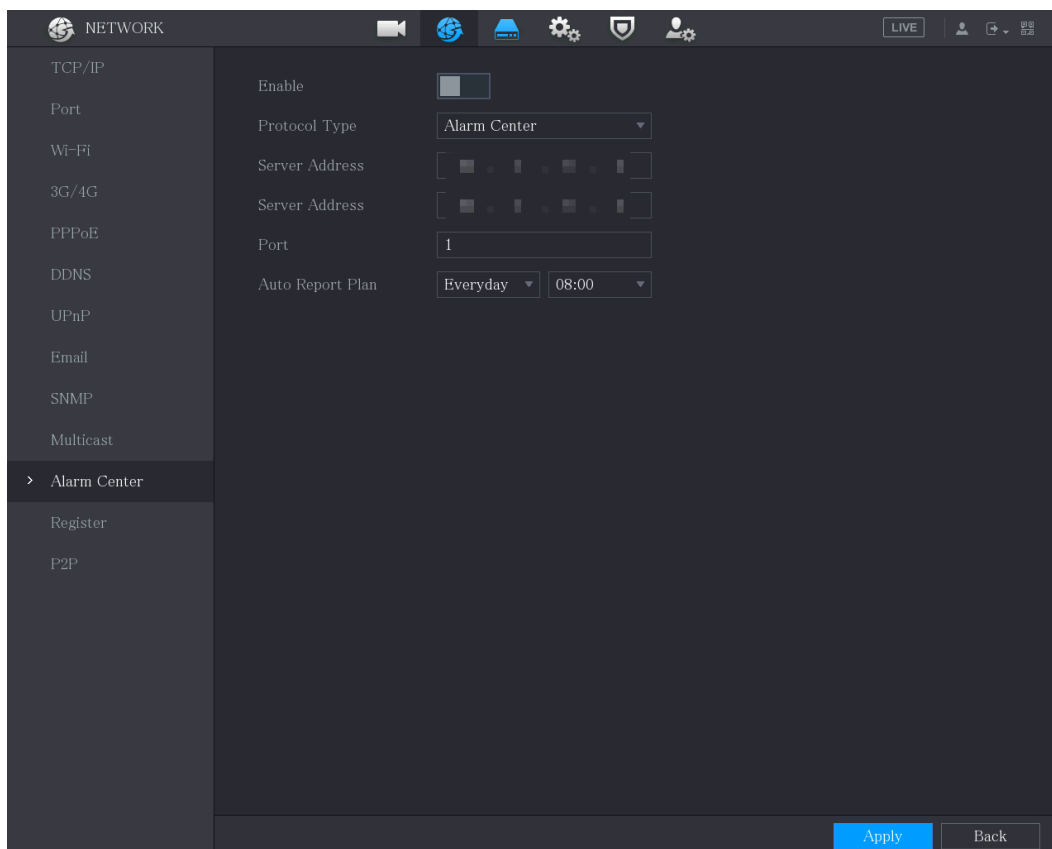 NETWORK
LIVE
TCP/IP
Port
Wi-Fi
3G/4G
PPPoE
DDNS
UPnP
Email
SNMP
Multicast
Alarm Center
Register
P2P
Enable
Protocol Type Alarm Center
Server Address
Server Address
Port 1
Auto Report Plan Everyday 08:00
Apply Back